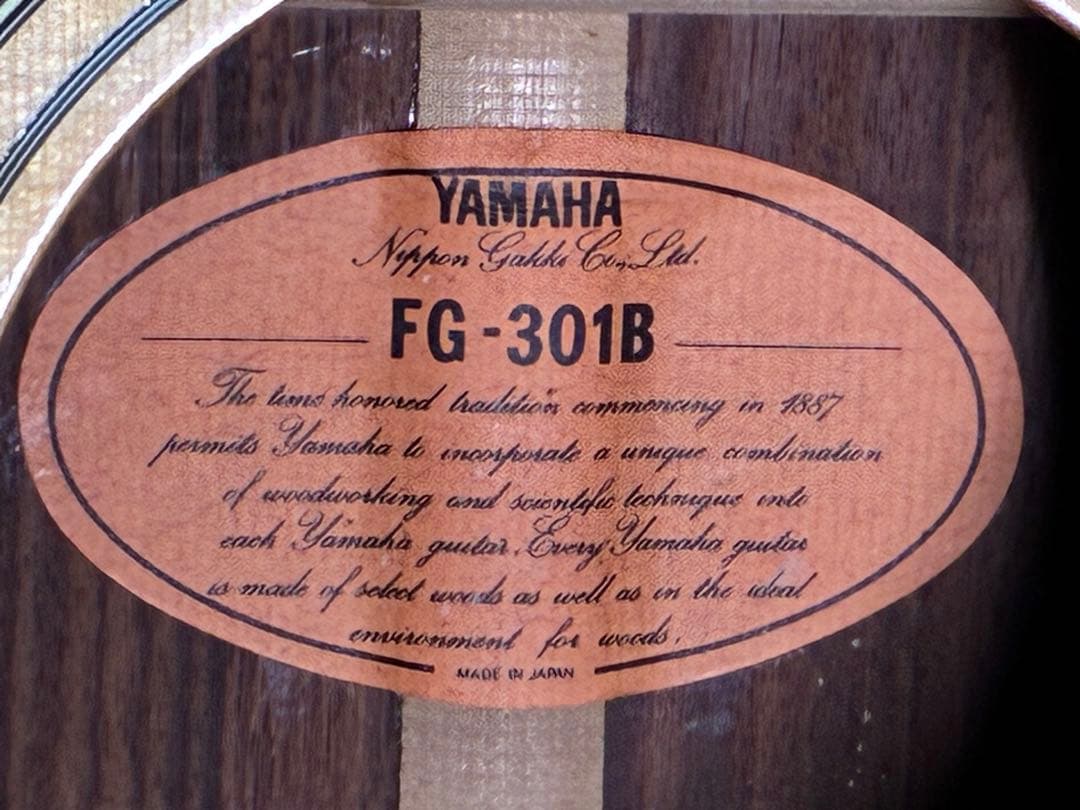 YAMAHA
Nippon Gakki Co., Ltd.
FG-301B
The time honored tradition commencing in 1887
permits Yamaha to incorporate a unique combination
of woodworking and scientific technique into
each Yamaha guitar. Every Yamaha guitar
is made of select woods as well as in the ideal
environment for woods.
MADE IN JAPAN